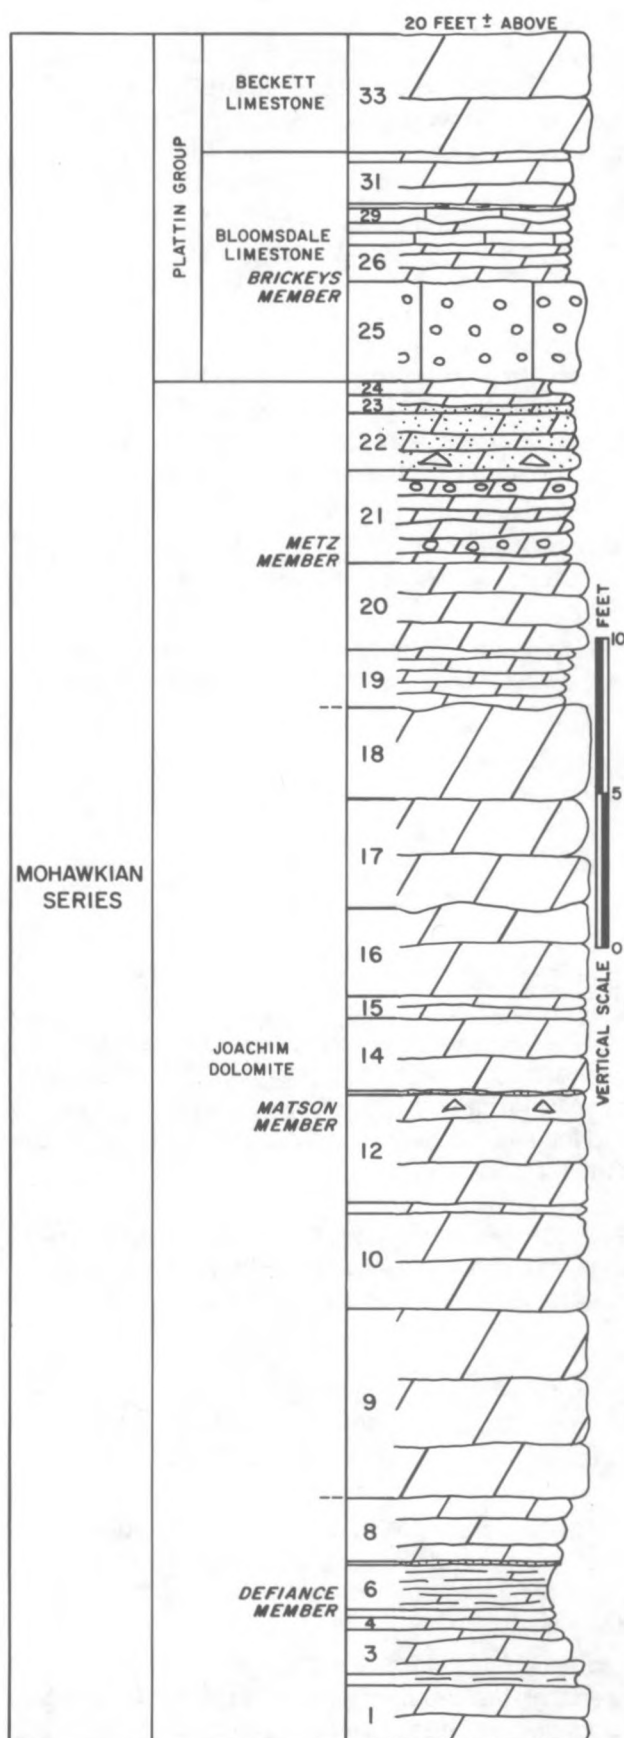 20 FEET ± ABOVE
BECKETT
LIMESTONE
33
PLATTIN GROUP
31
29
BLOOMSDALE
LIMESTONE
26
BRICKEYS
MEMBER
25
24
23
22
21
METZ
MEMBER
20
FEET
10
19
18
5
17
MOHAWKIAN
SERIES
16
0
15
VERTICAL SCALE
14
JOACHIM
DOLOMITE
MATSON
MEMBER
12
10
9
8
6
DEFIANCE
MEMBER
4
3
1